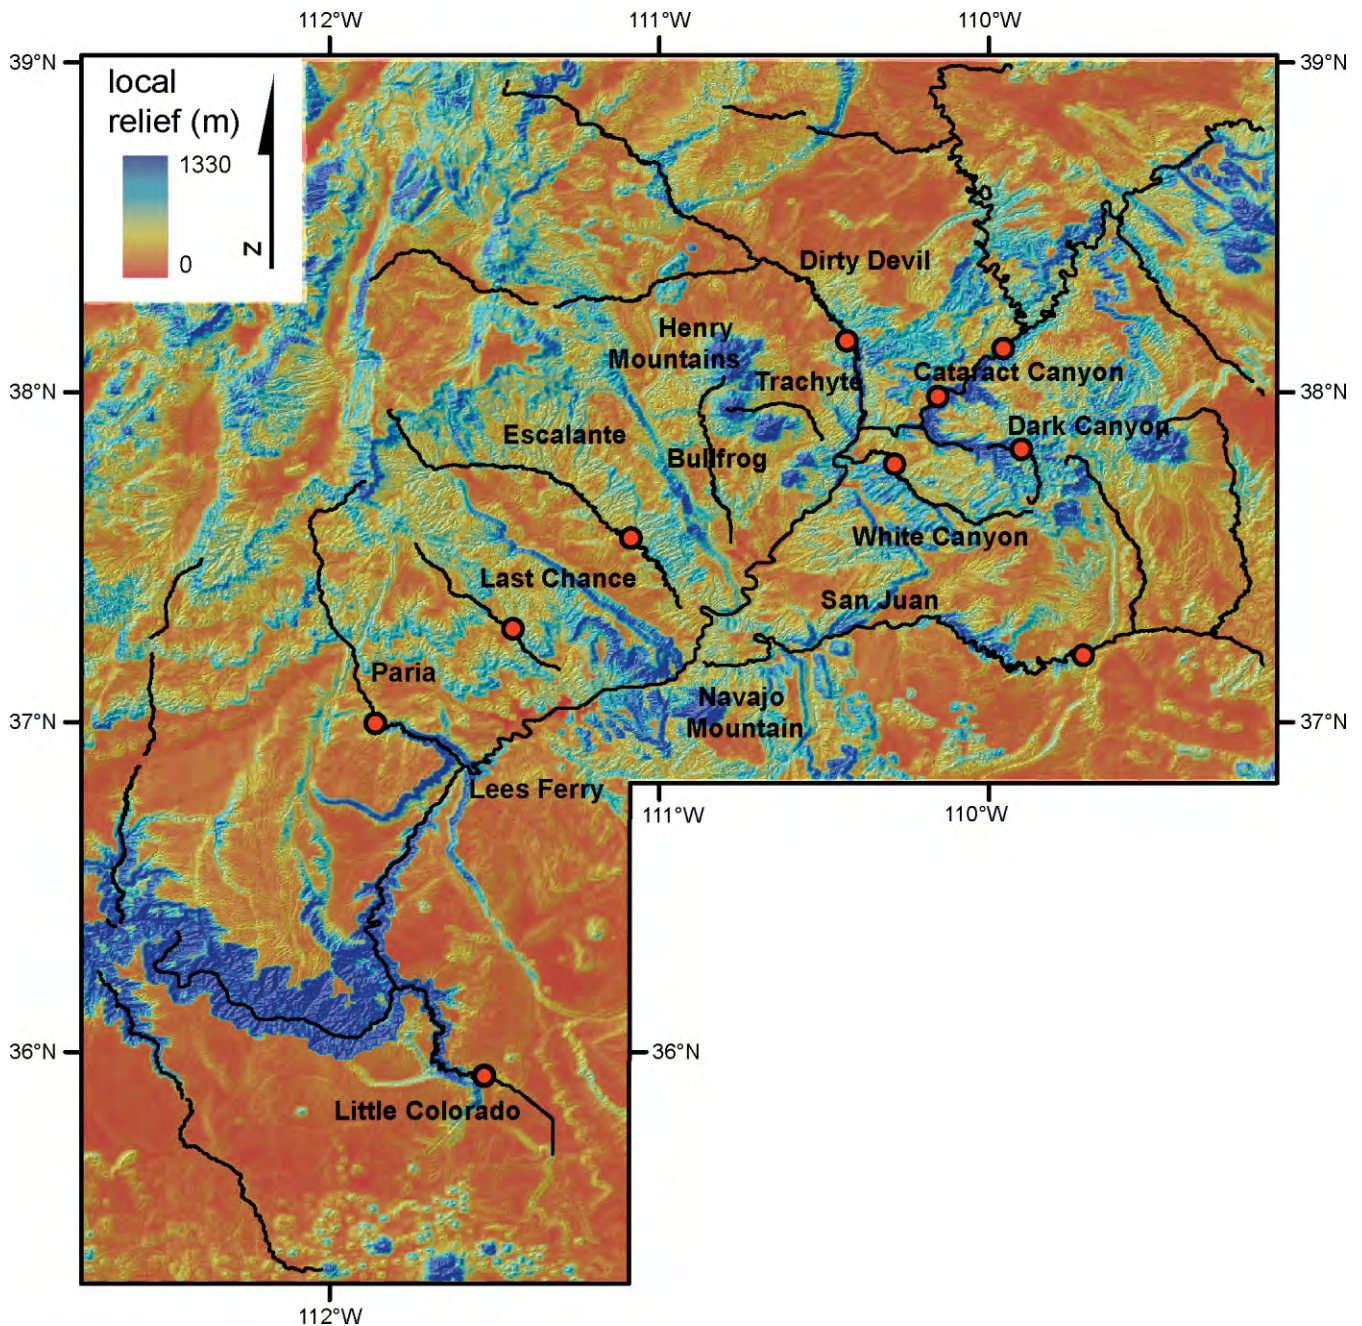 112°W
111°W
110°W
39°N
39°N
local
relief (m)
1330
0
N
Dirty Devil
Henry
Mountains
Trachyte
Cataract Canyon
38°N
38°N
Escalante
Dark Canyon
Bullfrog
White Canyon
Last Chance
San Juan
Paria
Navajo
Mountain
37°N
37°N
Lees Ferry
111°W
110°W
36°N
36°N
Little Colorado
112°W